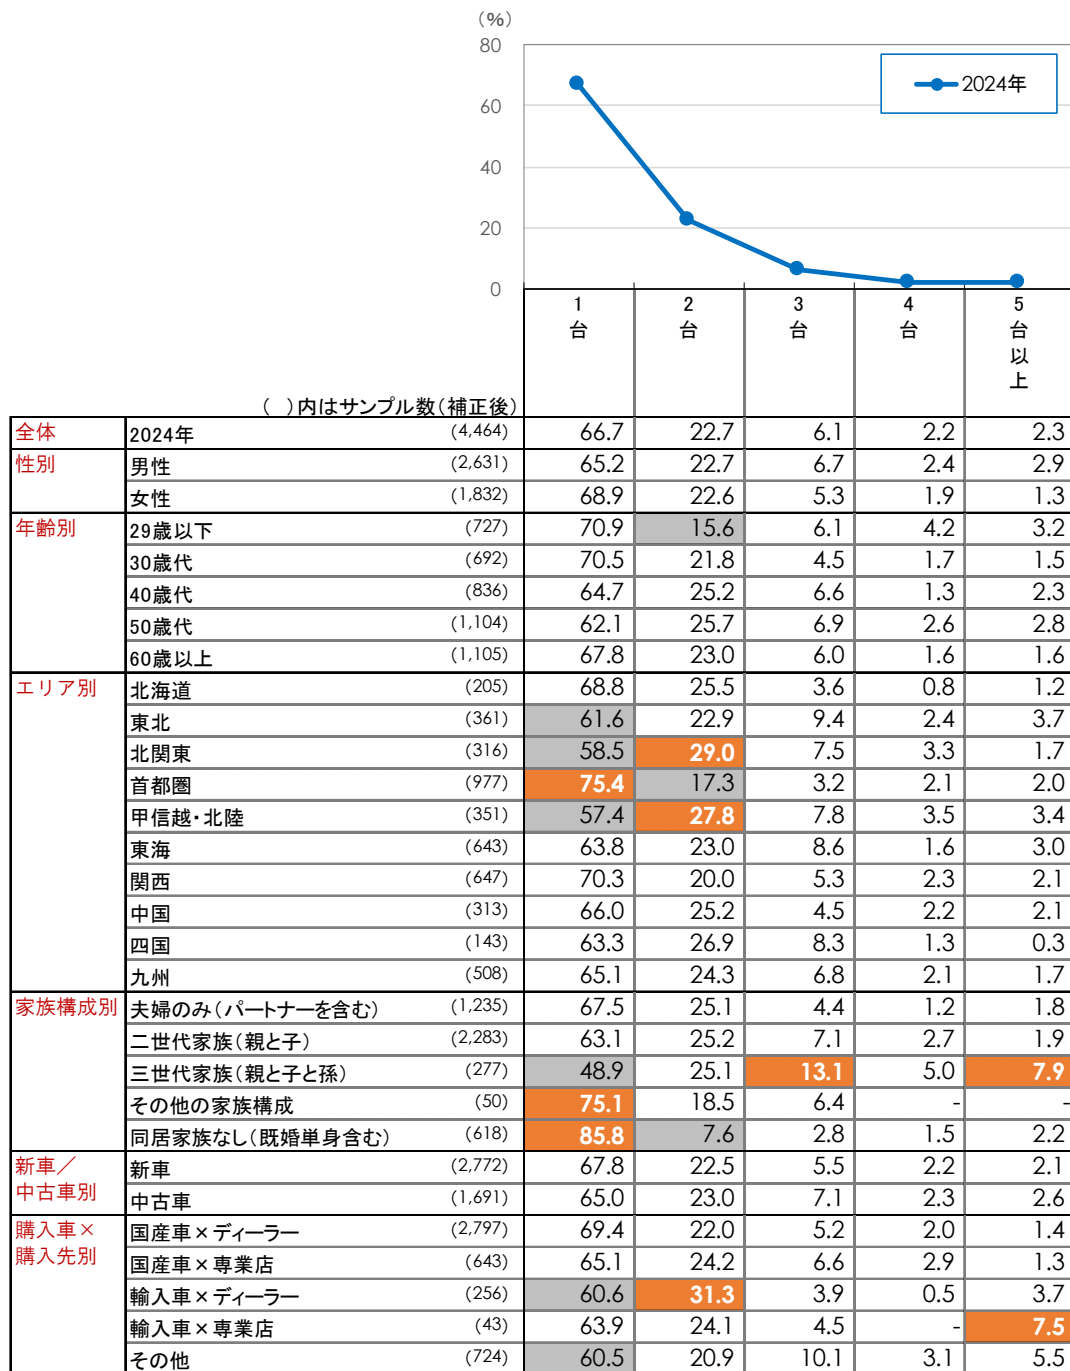 (%)
80
60
40
20
0
2024年
1台 2台 3台 4台 5台以上
( )内はサンプル数(補正後)
全体 2024年 (4,464) 66.7 22.7 6.1 2.2 2.3
性別 男性 (2,631) 65.2 22.7 6.7 2.4 2.9
女性 (1,832) 68.9 22.6 5.3 1.9 1.3
年齢別 29歳以下 (727) 70.9 15.6 6.1 4.2 3.2
30歳代 (692) 70.5 21.8 4.5 1.7 1.5
40歳代 (836) 64.7 25.2 6.6 1.3 2.3
50歳代 (1,104) 62.1 25.7 6.9 2.6 2.8
60歳以上 (1,105) 67.8 23.0 6.0 1.6 1.6
エリア別 北海道 (205) 68.8 25.5 3.6 0.8 1.2
東北 (361) 61.6 22.9 9.4 2.4 3.7
北関東 (316) 58.5 29.0 7.5 3.3 1.7
首都圏 (977) 75.4 17.3 3.2 2.1 2.0
甲信越・北陸 (351) 57.4 27.8 7.8 3.5 3.4
東海 (643) 63.8 23.0 8.6 1.6 3.0
関西 (647) 70.3 20.0 5.3 2.3 2.1
中国 (313) 66.0 25.2 4.5 2.2 2.1
四国 (143) 63.3 26.9 8.3 1.3 0.3
九州 (508) 65.1 24.3 6.8 2.1 1.7
家族構成別 夫婦のみ(パートナーを含む) (1,235) 67.5 25.1 4.4 1.2 1.8
二世代家族(親と子) (2,283) 63.1 25.2 7.1 2.7 1.9
三世代家族(親と子と孫) (277) 48.9 25.1 13.1 5.0 7.9
その他の家族構成 (50) 75.1 18.5 6.4 - -
同居家族なし(既婚単身含む) (618) 85.8 7.6 2.8 1.5 2.2
新車/ 新車 (2,772) 67.8 22.5 5.5 2.2 2.1
中古車別 中古車 (1,691) 65.0 23.0 7.1 2.3 2.6
購入車× 国産車×ディーラー (2,797) 69.4 22.0 5.2 2.0 1.4
購入先別 国産車×専業店 (643) 65.1 24.2 6.6 2.9 1.3
輸入車×ディーラー (256) 60.6 31.3 3.9 0.5 3.7
輸入車×専業店 (43) 63.9 24.1 4.5 - 7.5
その他 (724) 60.5 20.9 10.1 3.1 5.5